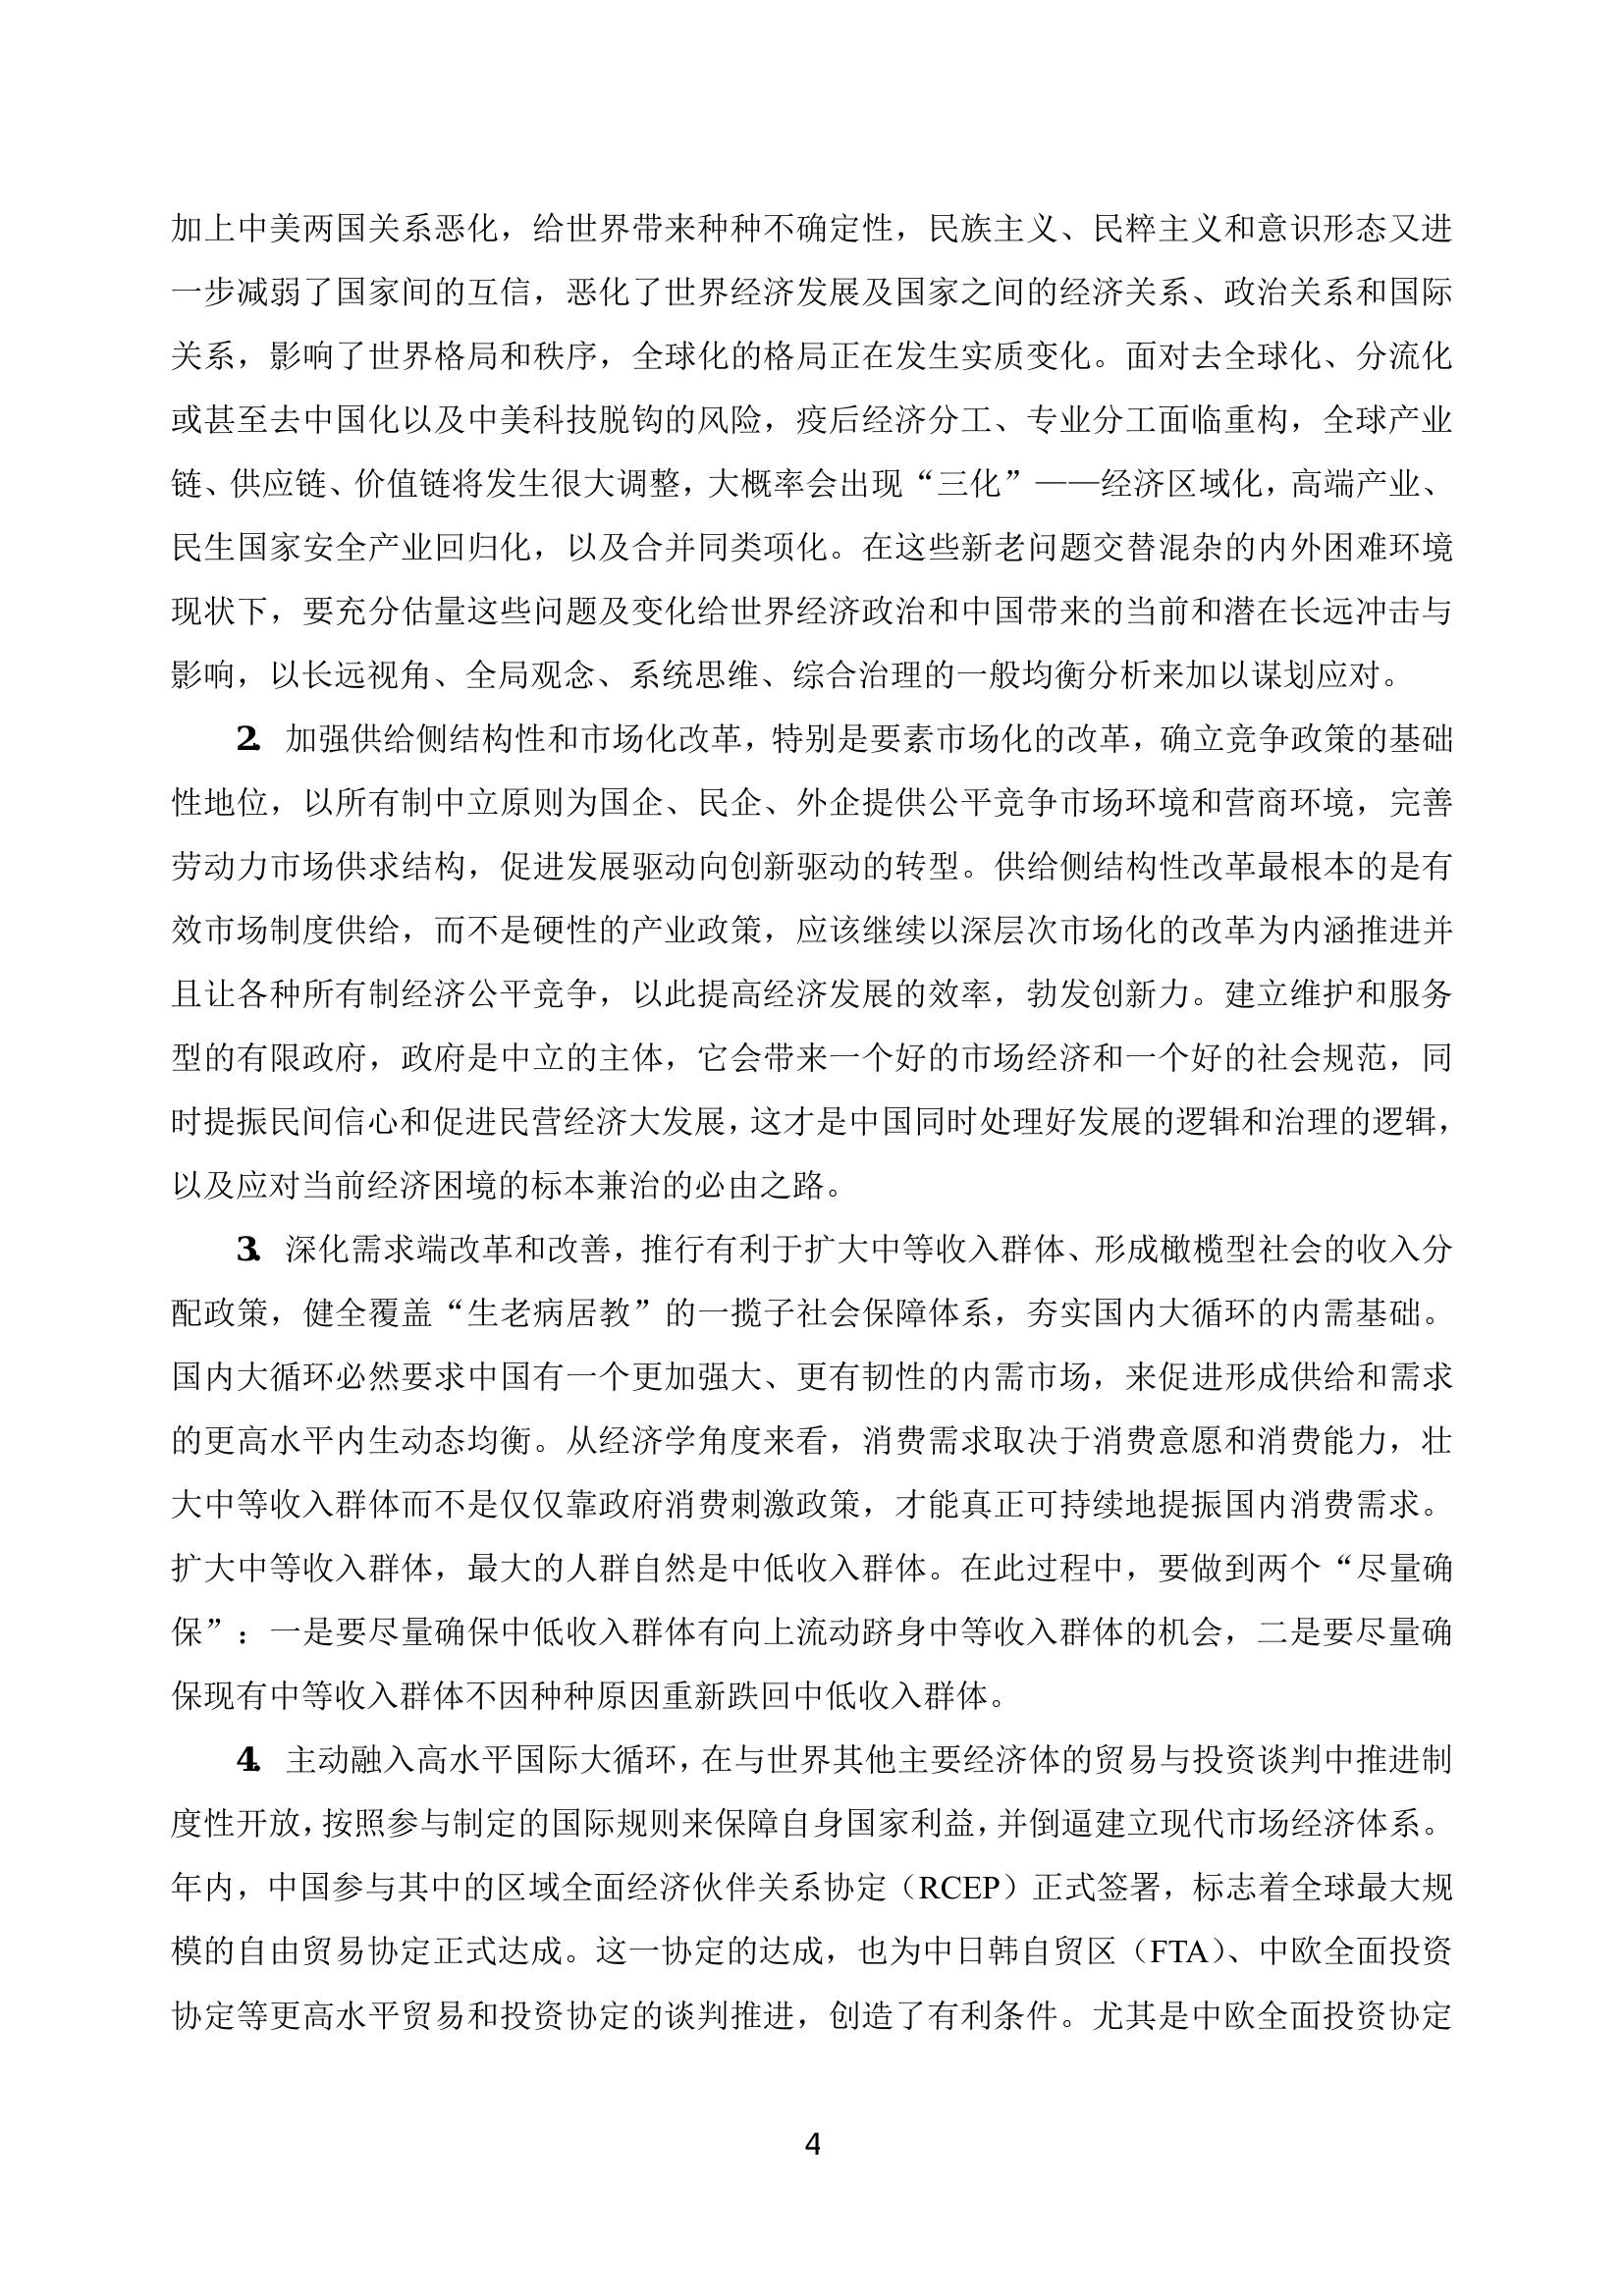 加上中美两国关系恶化，给世界带来种种不确定性，民族主义、民粹主义和意识形态又进
一步减弱了国家间的互信，恶化了世界经济发展及国家之间的经济关系、政治关系和国际
关系，影响了世界格局和秩序，全球化的格局正在发生实质变化。面对去全球化、分流化
或甚至去中国化以及中美科技脱钩的风险，疫后经济分工、专业分工面临重构，全球产业
链、供应链、价值链将发生很大调整，大概率会出现“三化”——经济区域化，高端产业、
民生国家安全产业回归化，以及合并同类项化。在这些新老问题交替混杂的内外困难环境
现状下，要充分估量这些问题及变化给世界经济政治和中国带来的当前和潜在长远冲击与
影响，以长远视角、全局观念、系统思维、综合治理的一般均衡分析来加以谋划应对。
2. 加强供给侧结构性和市场化改革，特别是要素市场化的改革，确立竞争政策的基础
性地位，以所有制中立原则为国企、民企、外企提供公平竞争市场环境和营商环境，完善
劳动力市场供求结构，促进发展驱动向创新驱动的转型。供给侧结构性改革最根本的是有
效市场制度供给，而不是硬性的产业政策，应该继续以深层次市场化的改革为内涵推进并
且让各种所有制经济公平竞争，以此提高经济发展的效率，勃发创新力。建立维护和服务
型的有限政府，政府是中立的主体，它会带来一个好的市场经济和一个好的社会规范，同
时提振民间信心和促进民营经济大发展，这才是中国同时处理好发展的逻辑和治理的逻辑，
以及应对当前经济困境的标本兼治的必由之路。
3. 深化需求端改革和改善，推行有利于扩大中等收入群体、形成橄榄型社会的收入分
配政策，健全覆盖“生老病居教”的一揽子社会保障体系，夯实国内大循环的内需基础。
国内大循环必然要求中国有一个更加强大、更有韧性的内需市场，来促进形成供给和需求
的更高水平内生动态均衡。从经济学角度来看，消费需求取决于消费意愿和消费能力，壮
大中等收入群体而不是仅仅靠政府消费刺激政策，才能真正可持续地提振国内消费需求。
扩大中等收入群体，最大的人群自然是中低收入群体。在此过程中，要做到两个“尽量确
保”：一是要尽量确保中低收入群体有向上流动跻身中等收入群体的机会，二是要尽量确
保现有中等收入群体不因种种原因重新跌回中低收入群体。
4. 主动融入高水平国际大循环，在与世界其他主要经济体的贸易与投资谈判中推进制
度性开放，按照参与制定的国际规则来保障自身国家利益，并倒逼建立现代市场经济体系。
年内，中国参与其中的区域全面经济伙伴关系协定（RCEP）正式签署，标志着全球最大规
模的自由贸易协定正式达成。这一协定的达成，也为中日韩自贸区（FTA）、中欧全面投资
协定等更高水平贸易和投资协定的谈判推进，创造了有利条件。尤其是中欧全面投资协定
4